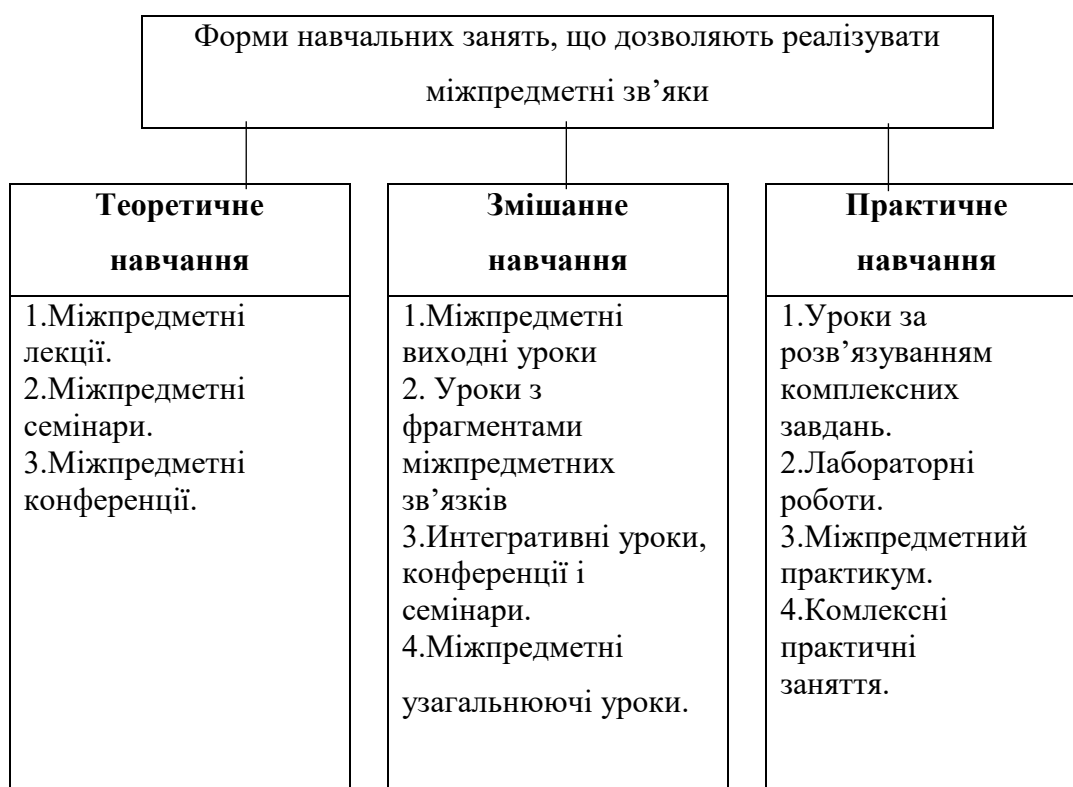 Форми навчальних занять, що дозволяють реалізувати
міжпредметні зв’яки
Теоретичне
навчання
1.Міжпредметні
лекції.
2.Міжпредметні
семінари.
3.Міжпредметні
конференції.
Змішанне
навчання
1.Міжпредметні
виходні уроки
2. Уроки з
фрагментами
міжпредметних
зв’язків
3.Интегративні уроки,
конференції і
семінари.
4.Міжпредметні
узагальнюючі уроки.
Практичне
навчання
1.Уроки за
розв’язуванням
комплексних
завдань.
2.Лабораторні
роботи.
3.Міжпредметний
практикум.
4.Комлексні
практичні
заняття.